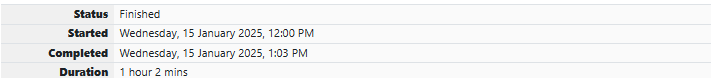 Status Finished
Started Wednesday, 15 January 2025, 12:00 PM
Completed Wednesday, 15 January 2025, 1:03 PM
Duration 1 hour 2 mins